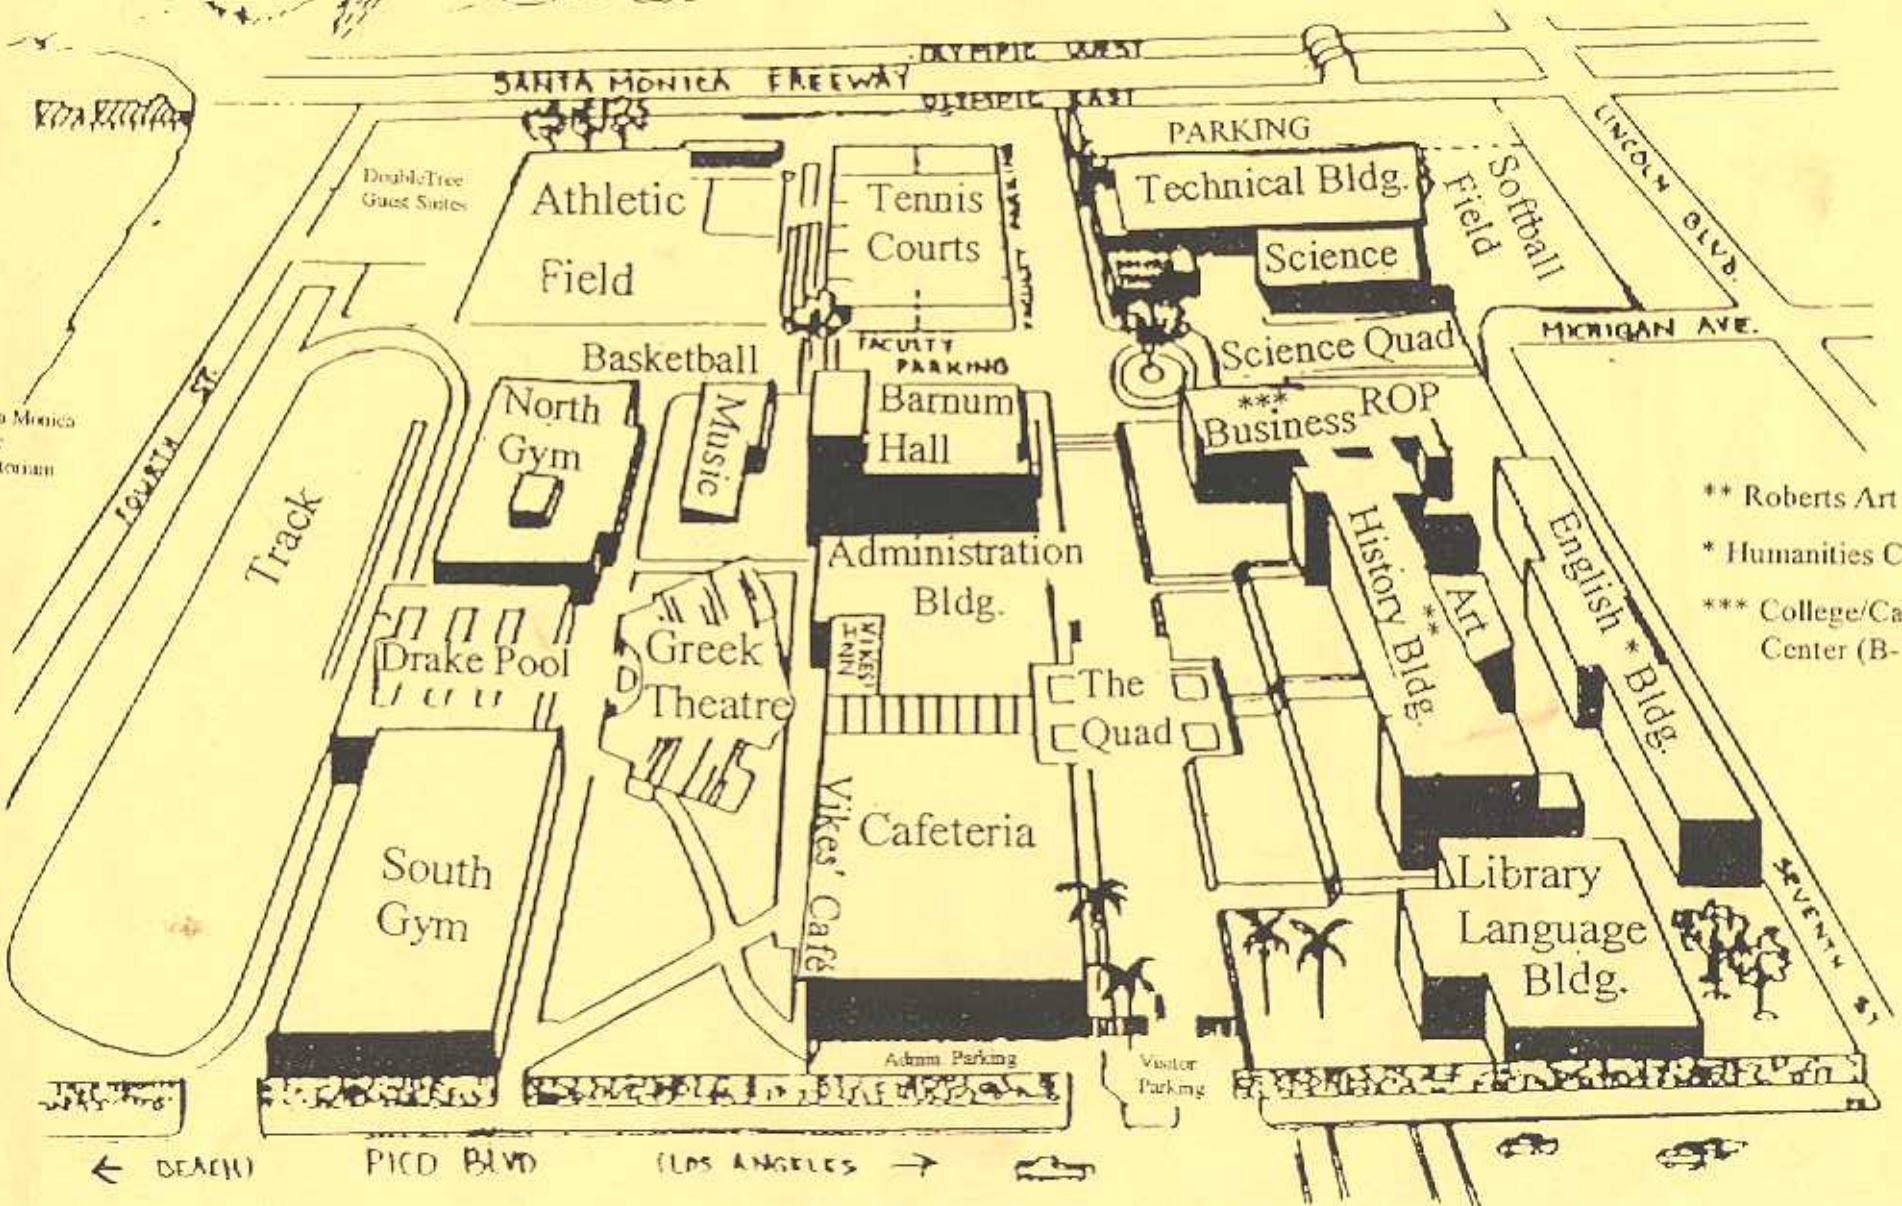 OLYMPIC WEST
SANTA MONICA FREEWAY
OLYMPIC EAST
LINCOLN BLVD.
PARKING
DoubleTree
Guest Suites
Athletic
Field
Tennis
Courts
FACULTY PARKING
Technical Bldg.
Science
Softball
Field
MICHIGAN AVE.
FACULTY
PARKING
Science Quad
Basketball
FOURTH ST.
Monica
North
Gym
Music
Barnum
Hall
***
Business
ROP
Track
Administration
Bldg.
History Bldg.
**
Art
English * Bldg.
** Roberts Art
* Humanities C
*** College/Ca
Center (B-
Drake Pool
Greek
Theatre
VIKES'
INN
The
Quad
Vikes' Café
Cafeteria
South
Gym
Library
Language
Bldg.
SEVENTH ST
Admin. Parking
Visitor
Parking
← BEACH)
PICO BLVD
(LOS ANGELES →